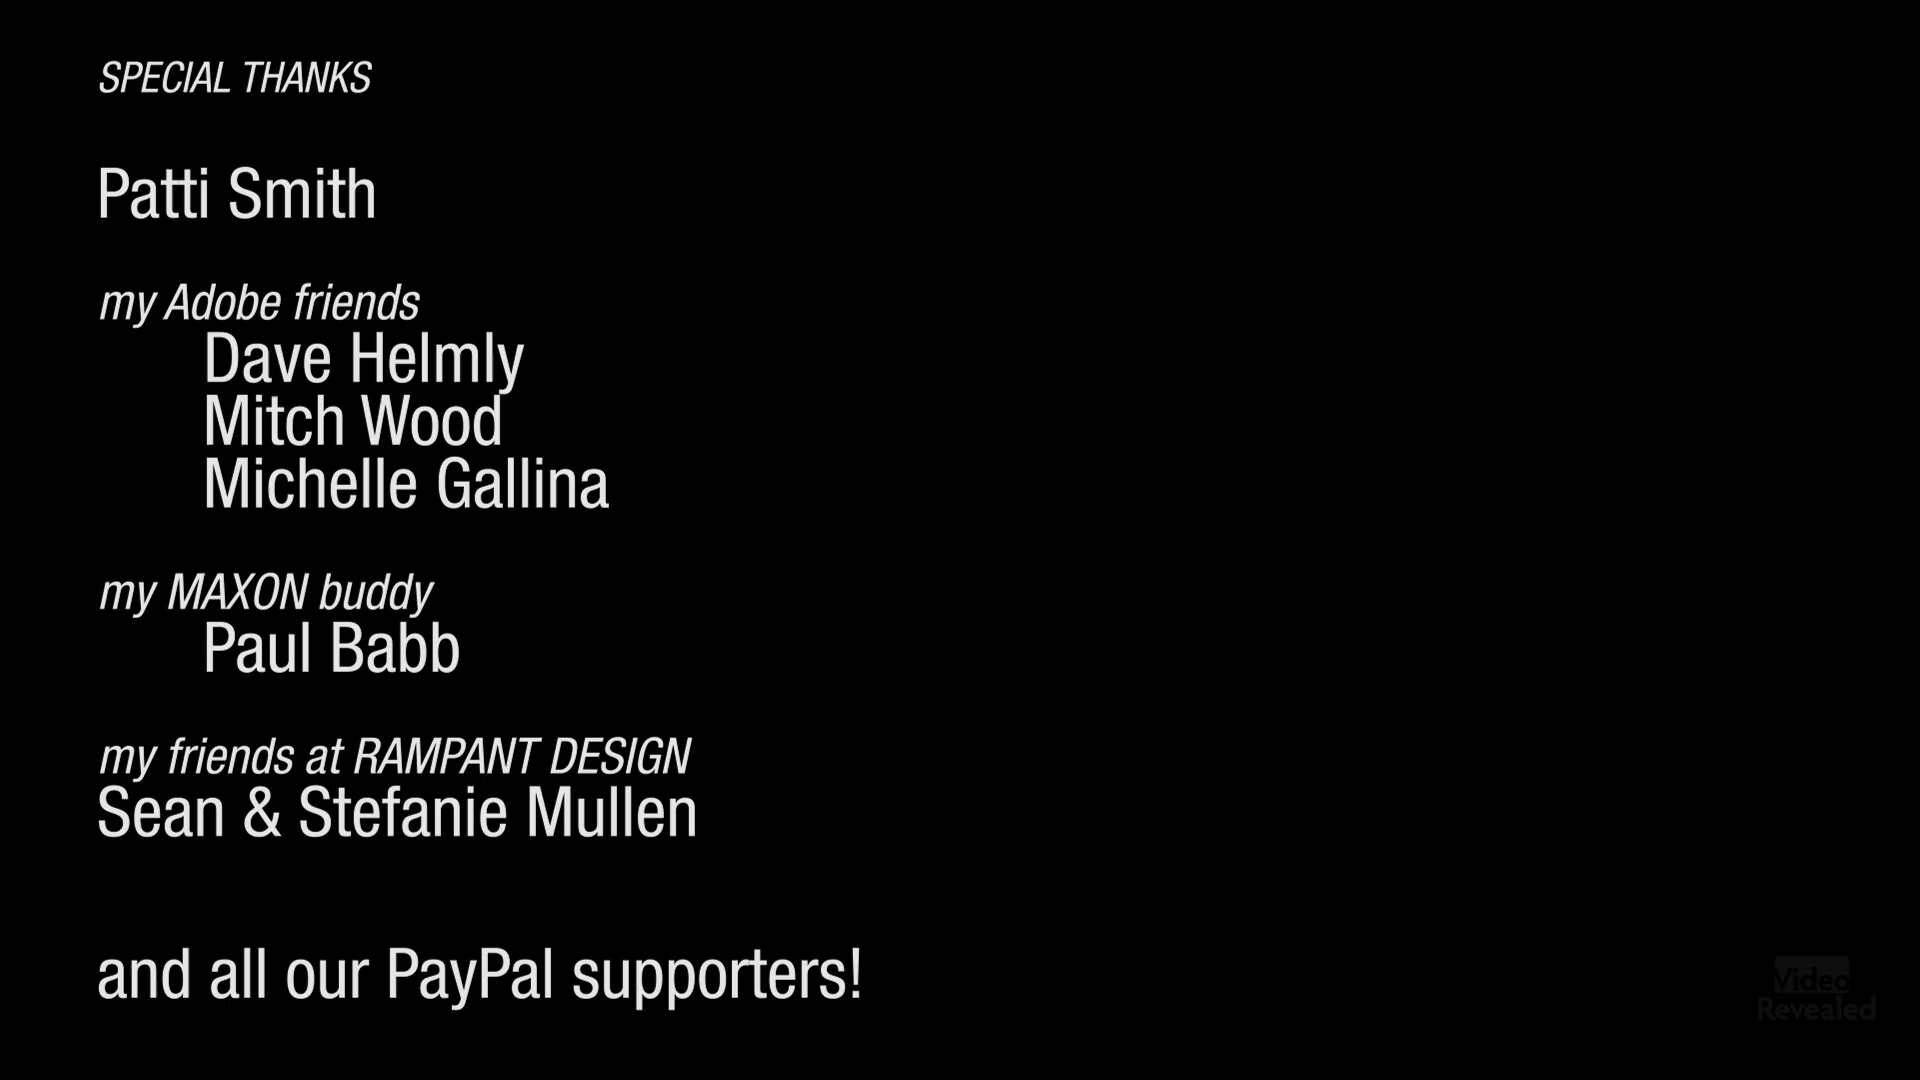 SPECIAL THANKS
Patti Smith
my Adobe friends
Dave Helmly
Mitch Wood
Michelle Gallina
my MAXON buddy
Paul Babb
my friends at RAMPANT DESIGN
Sean & Stefanie Mullen
and all our PayPal supporters!
Video
Revealed